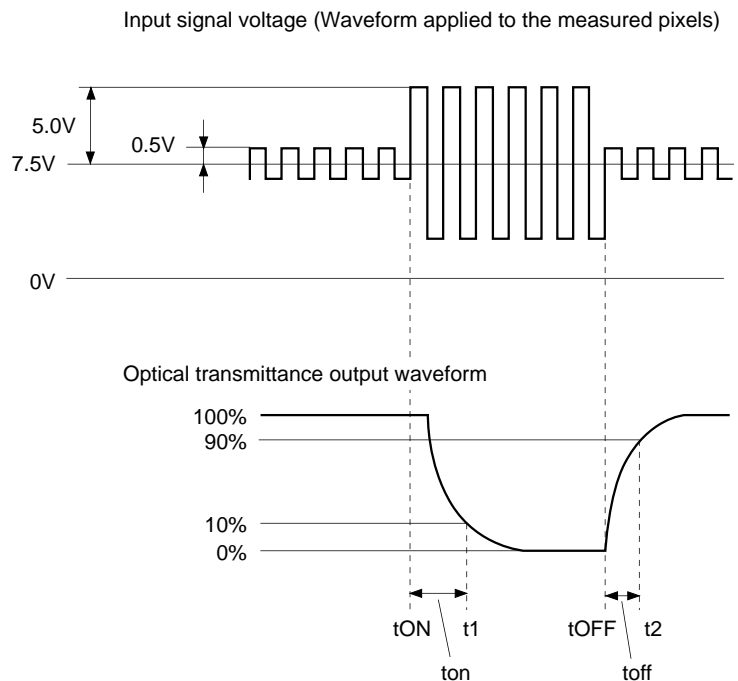 Input signal voltage (Waveform applied to the measured pixels)
5.0V
0.5V
7.5V
0V
Optical transmittance output waveform
100%
90%
10%
0%
tON t1 tOFF t2
ton toff